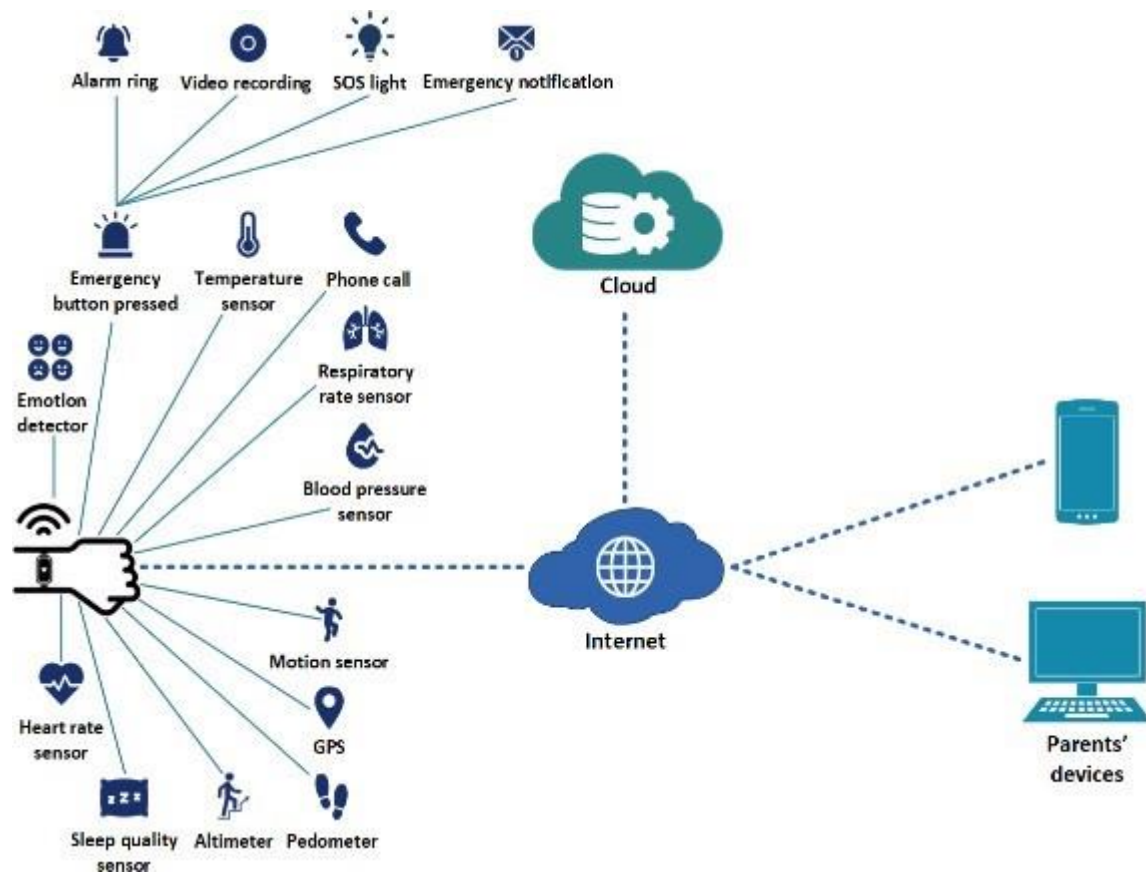 Alarm ring
Video recording
SOS light
Emergency notification
1
Emergency
button pressed
Temperature
sensor
Phone call
Cloud
Emotion
detector
Respiratory
rate sensor
Blood pressure
sensor
Internet
Motion sensor
Heart rate
sensor
GPS
Parents'
devices
z z z
Sleep quality
sensor
Altimeter
Pedometer